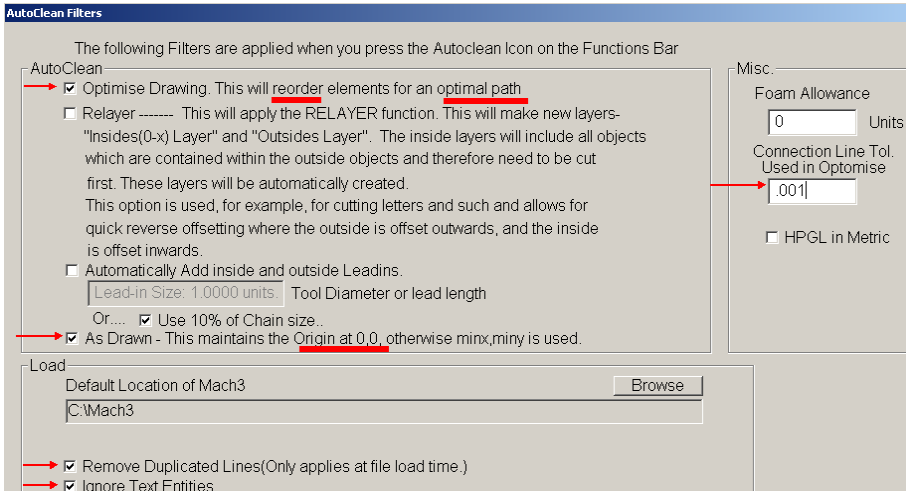 AutoClean Filters
The following Filters are applied when you press the Autoclean Icon on the Functions Bar
AutoClean
Optimise Drawing. This will reorder elements for an optimal path
Relayer ------- This will apply the RELAYER function. This will make new layers-
"Insides(0-x) Layer" and "Outsides Layer". The inside layers will include all objects
which are contained within the outside objects and therefore need to be cut
first. These layers will be automatically created.
This option is used, for example, for cutting letters and such and allows for
quick reverse offsetting where the outside is offset outwards, and the inside
is offset inwards.
Automatically Add inside and outside Leadins.
Lead-in Size: 1.0000 units. Tool Diameter or lead length
Or.... Use 10% of Chain size..
As Drawn - This maintains the Origin at 0,0, otherwise minx,miny is used.
Misc.
Foam Allowance
0 Units
Connection Line Tol.
Used in Optomise
.001
HPGL in Metric
Load
Default Location of Mach3
Browse
C:\Mach3
Remove Duplicated Lines(Only applies at file load time.)
Ignore Text Entities